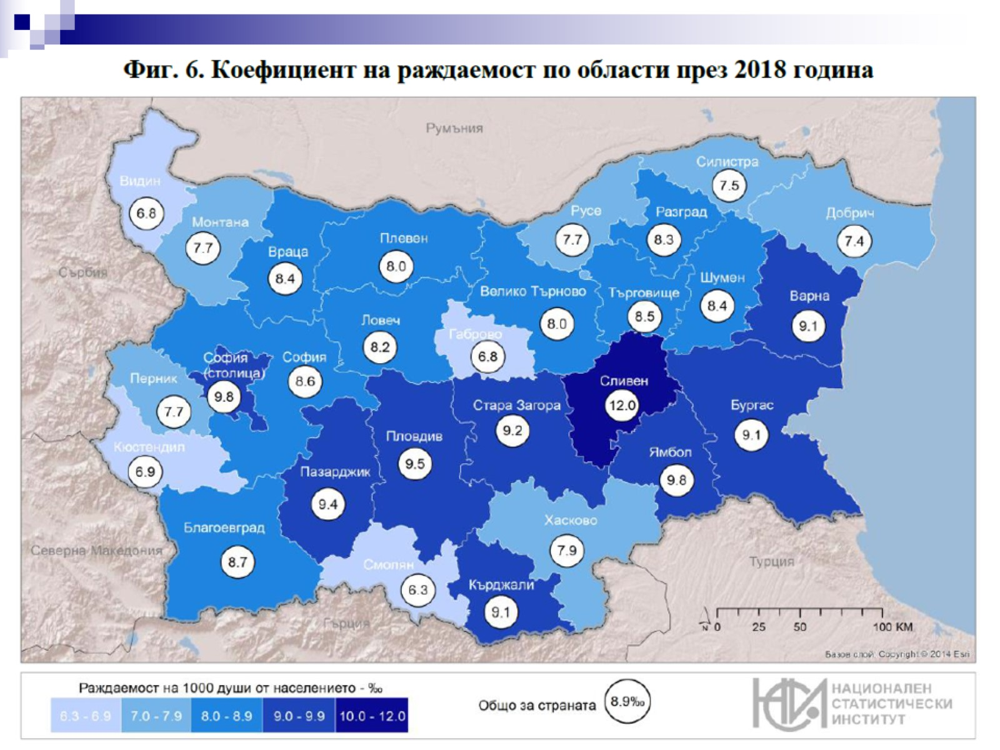 Фиг. 6. Коефициент на раждаемост по области през 2018 година
Румъния
Силистра
7.5
Видин
6.8
Монтана
7.7
Русе
7.7
Разград
8.3
Добрич
7.4
Враца
8.4
Плевен
8.0
Сърбия
Велико Търново
8.0
Търговище
8.5
Шумен
8.4
Варна
9.1
Ловеч
8.2
Габрово
6.8
София
(столица)
9.8
София
8.6
Перник
7.7
Сливен
12.0
Стара Загора
9.2
Бургас
9.1
Пловдив
9.5
Кюстендил
6.9
Ямбол
9.8
Пазарджик
9.4
Хасково
7.9
Благоевград
8.7
Северна Македония
Смолян
6.3
Турция
Кърджали
9.1
Гърция
N
0 25 50 100 КМ
Базов слой: Copyright:© 2014 Esri
Раждаемост на 1000 души от населението - ‰
6.3 - 6.9 7.0 - 7.9 8.0 - 8.9 9.0 - 9.9 10.0 - 12.0
Общо за страната 8.9‰
НСИ
НАЦИОНАЛЕН
СТАТИСТИЧЕСКИ
ИНСТИТУТ